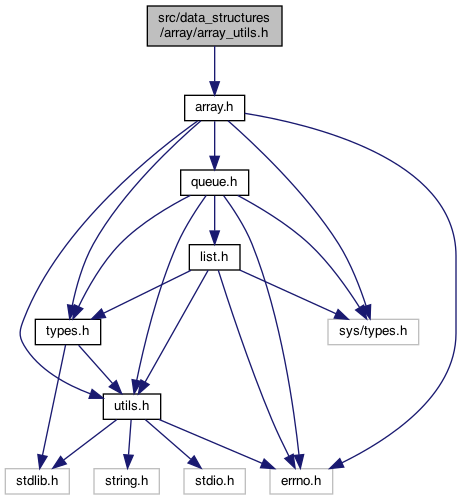 src/data_structures
/array/array_utils.h
array.h
queue.h
list.h
types.h
sys/types.h
utils.h
stdlib.h
string.h
stdio.h
errno.h